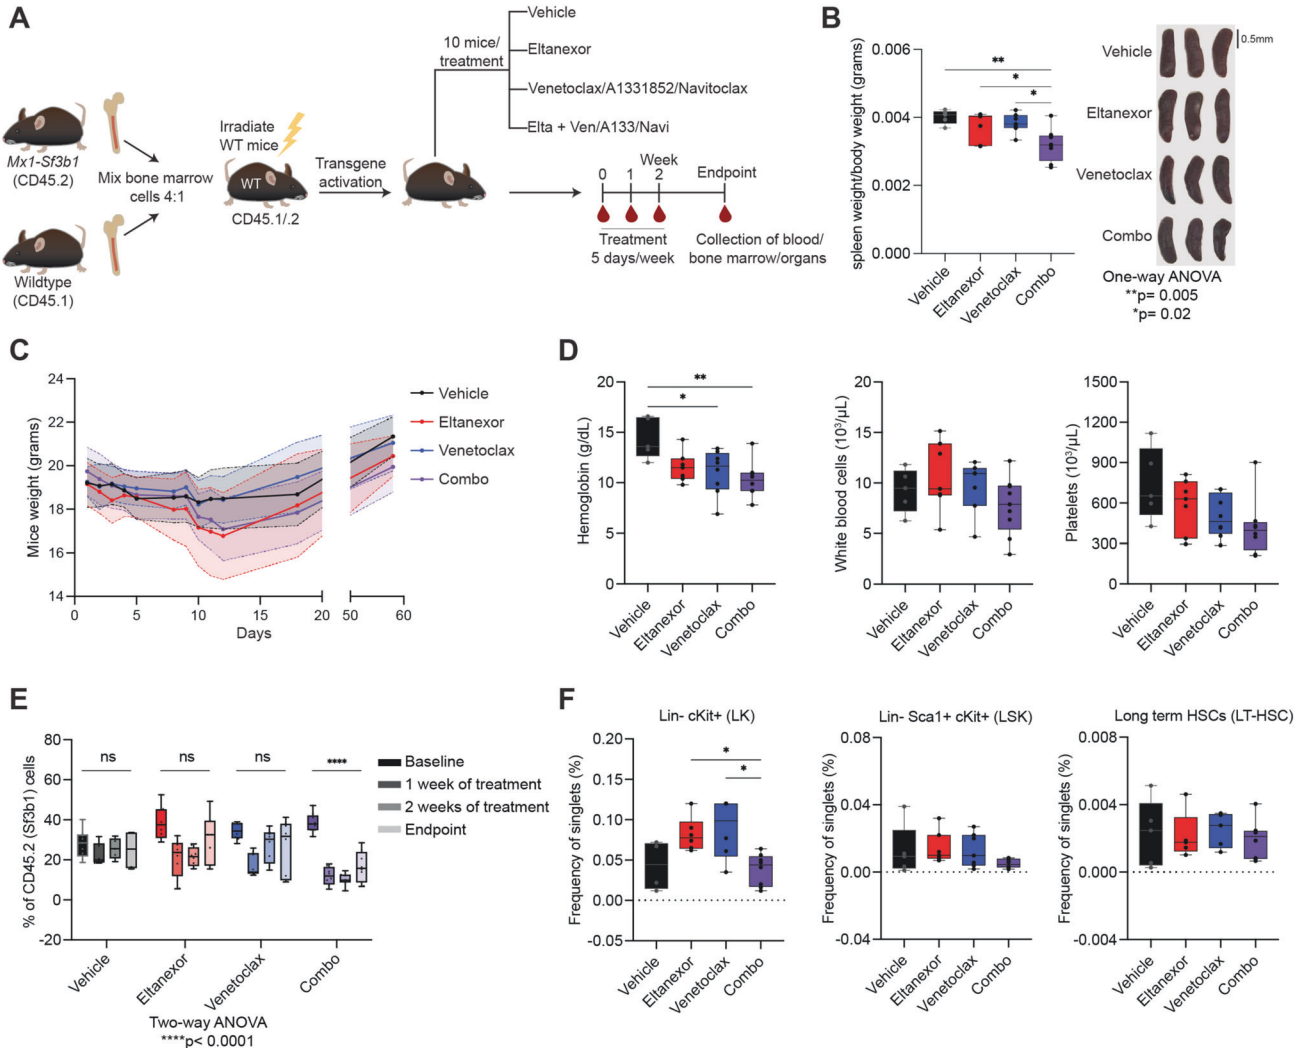 A
Mx1-Sf3b1
(CD45.2)
Wildtype
(CD45.1)
Mix bone marrow
cells 4:1
Irradiate
WT mice
WT
CD45.1/.2
Transgene
activation
10 mice/
treatment
Vehicle
Eltanexor
Venetoclax/A1331852/Navitoclax
Elta + Ven/A133/Navi
Week
Endpoint
0 1 2
Treatment
5 days/week
Collection of blood/
bone marrow/organs
B
spleen weight/body weight (grams)
0.006
0.004
0.002
0.000
**
*
*
Vehicle
Eltanexor
Venetoclax
Combo
Vehicle
Eltanexor
Venetoclax
Combo
0.5mm
One-way ANOVA
**p= 0.005
*p= 0.02
C
Mice weight (grams)
24
22
20
18
16
14
0 5 10 15 20 50 60
Days
Vehicle
Eltanexor
Venetoclax
Combo
D
Hemoglobin (g/dL)
20
15
10
5
0
**
*
Vehicle
Eltanexor
Venetoclax
Combo
White blood cells (10³/µL)
20
15
10
5
0
Vehicle
Eltanexor
Venetoclax
Combo
Platelets (10³/µL)
1500
1200
900
600
300
0
Vehicle
Eltanexor
Venetoclax
Combo
E
% of CD45.2 (Sf3b1) cells
80
60
40
20
0
-20
ns
ns
ns
****
Vehicle
Eltanexor
Venetoclax
Combo
Baseline
1 week of treatment
2 weeks of treatment
Endpoint
Two-way ANOVA
****p< 0.0001
F
Lin- cKit+ (LK)
Frequency of singlets (%)
0.20
0.15
0.10
0.05
0.00
-0.05
*
*
Vehicle
Eltanexor
Venetoclax
Combo
Lin- Sca1+ cKit+ (LSK)
Frequency of singlets (%)
0.08
0.04
0.00
-0.04
Vehicle
Eltanexor
Venetoclax
Combo
Long term HSCs (LT-HSC)
Frequency of singlets (%)
0.008
0.004
0.000
-0.004
Vehicle
Eltanexor
Venetoclax
Combo